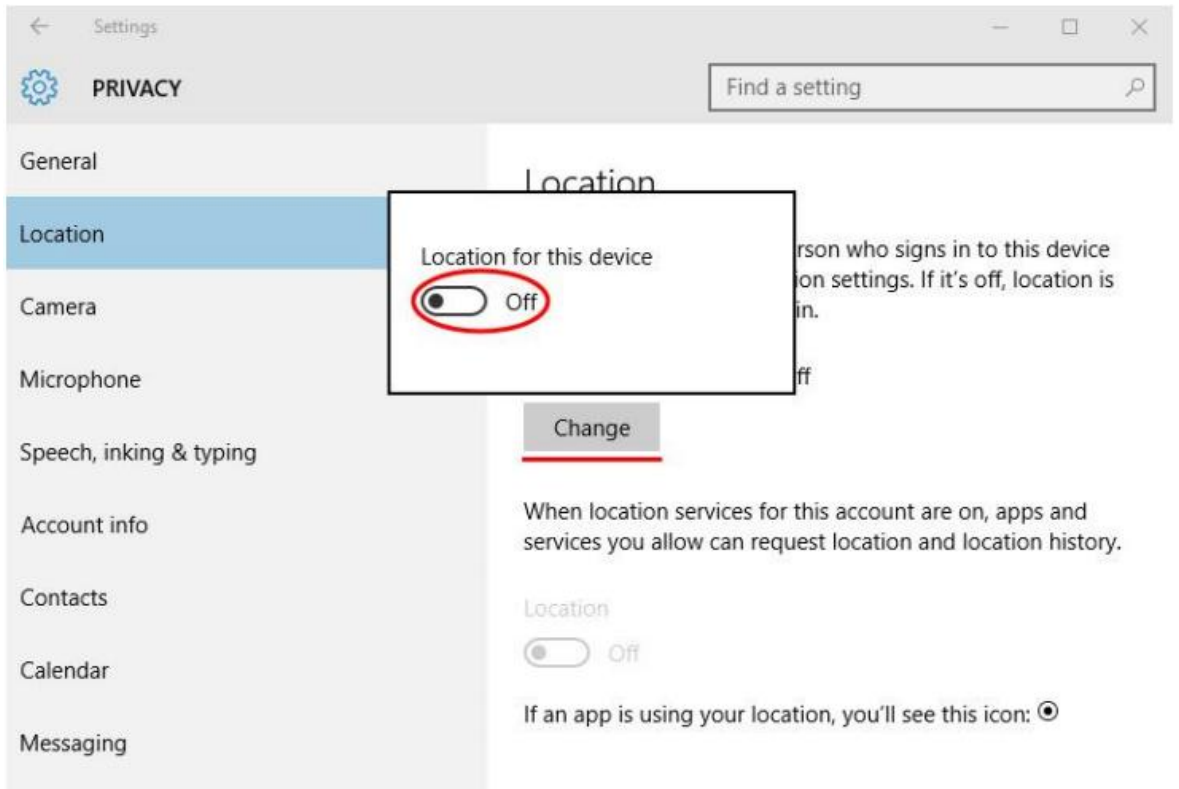 Settings
PRIVACY
Find a setting
General
Location
Camera
Microphone
Speech, inking & typing
Account info
Contacts
Calendar
Messaging
Location
Location for this device
Off
rson who signs in to this device
ion settings. If it's off, location is
in.
ff
Change
When location services for this account are on, apps and
services you allow can request location and location history.
Location
Off
If an app is using your location, you'll see this icon: